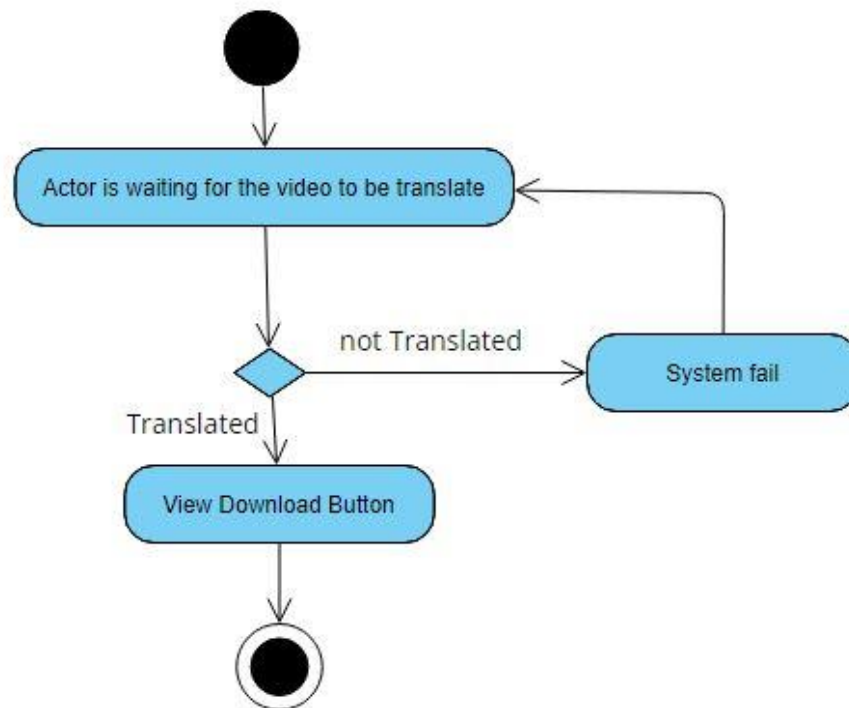 Actor is waiting for the video to be translate
not Translated
System fail
Translated
View Download Button